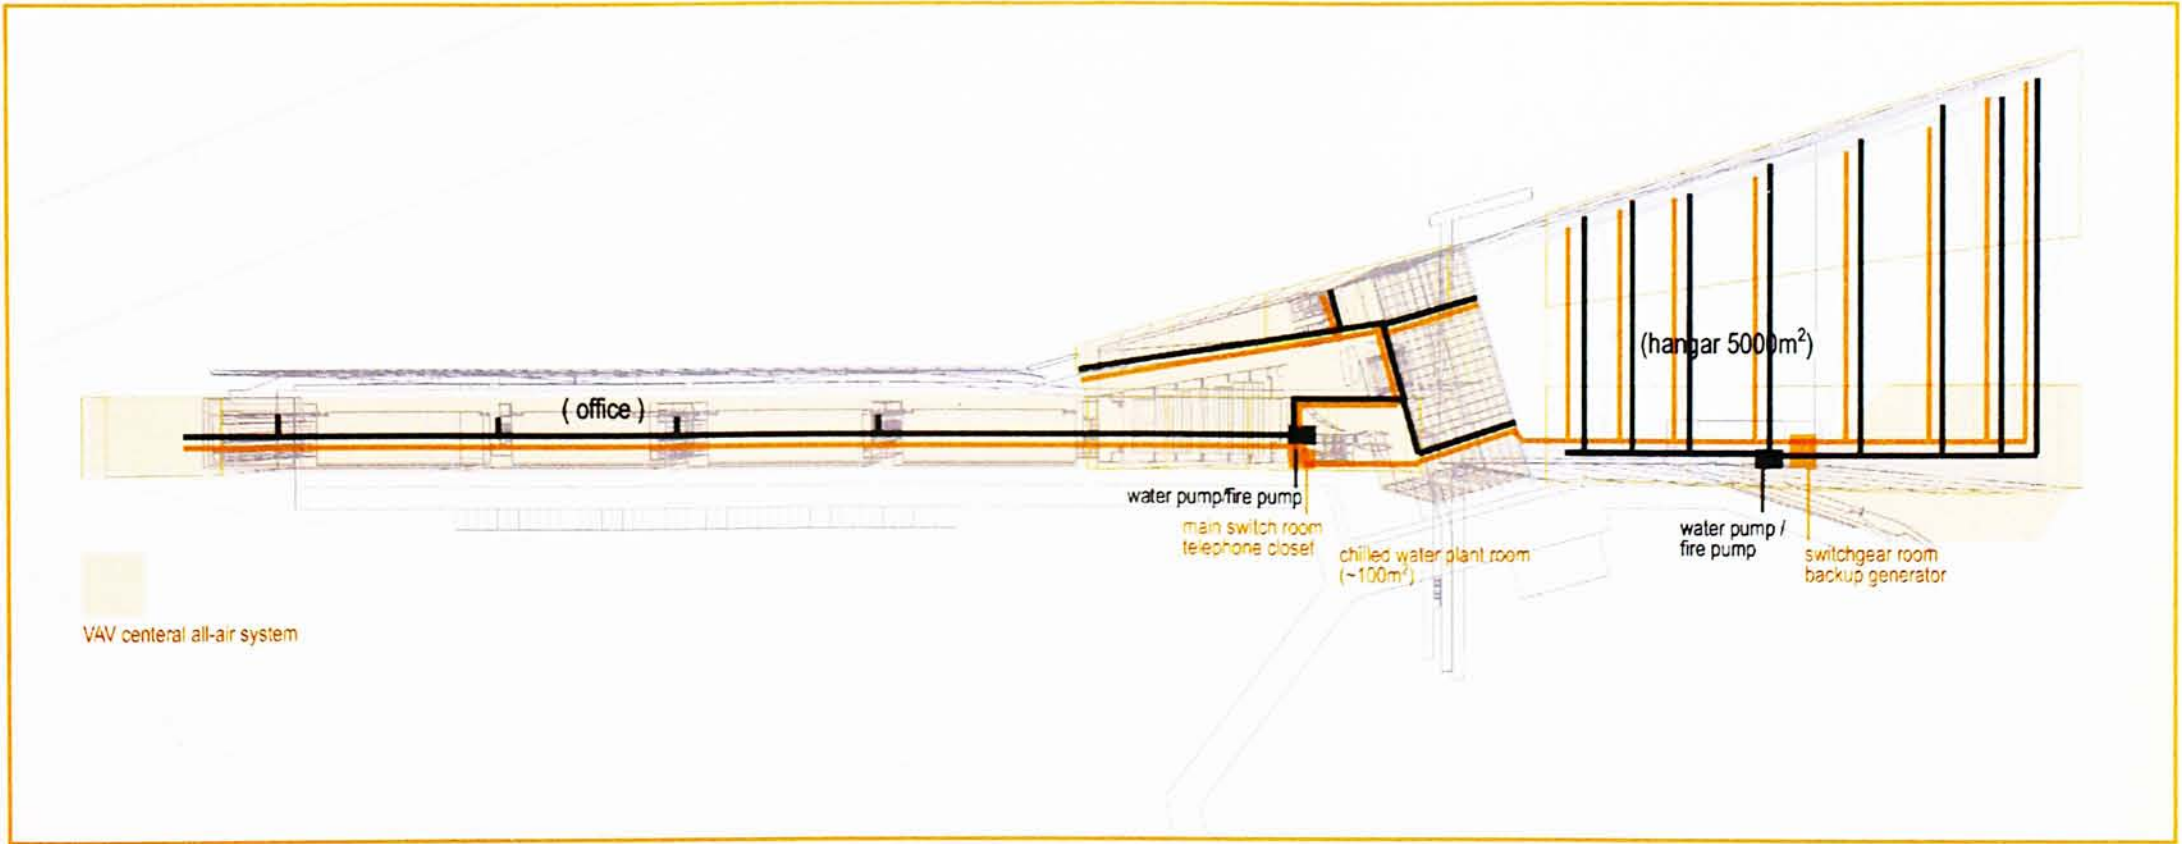 ( office )
(hangar 5000m²)
water pump/fire pump
main switch room
telephone closet
chilled water plant room
(~100m²)
water pump /
fire pump
switchgear room
backup generator
VAV centeral all-air system